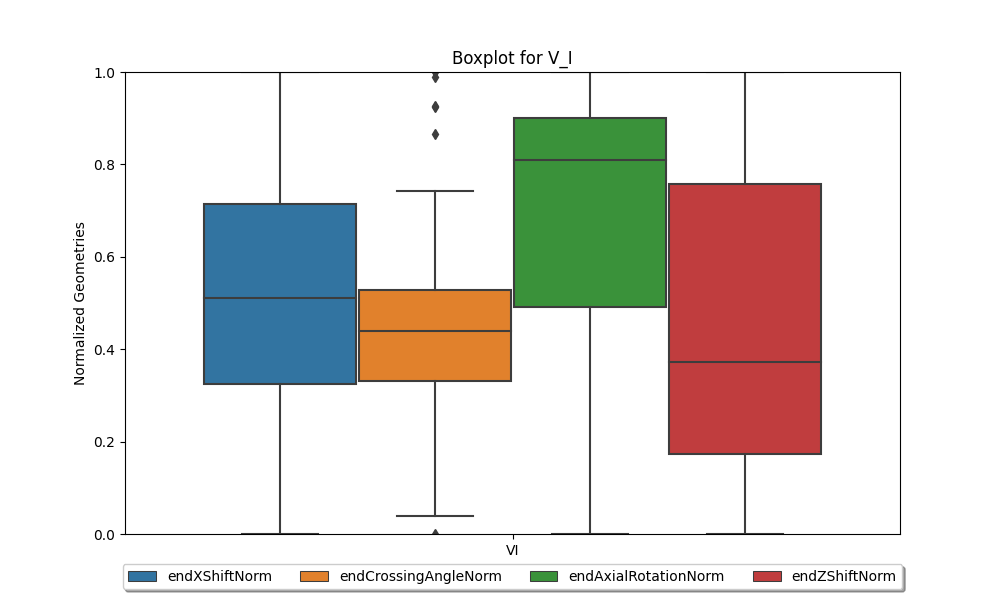 Boxplot for V_I
Normalized Geometries
1.0
0.8
0.6
0.4
0.2
0.0
VI
endXShiftNorm endCrossingAngleNorm endAxialRotationNorm endZShiftNorm